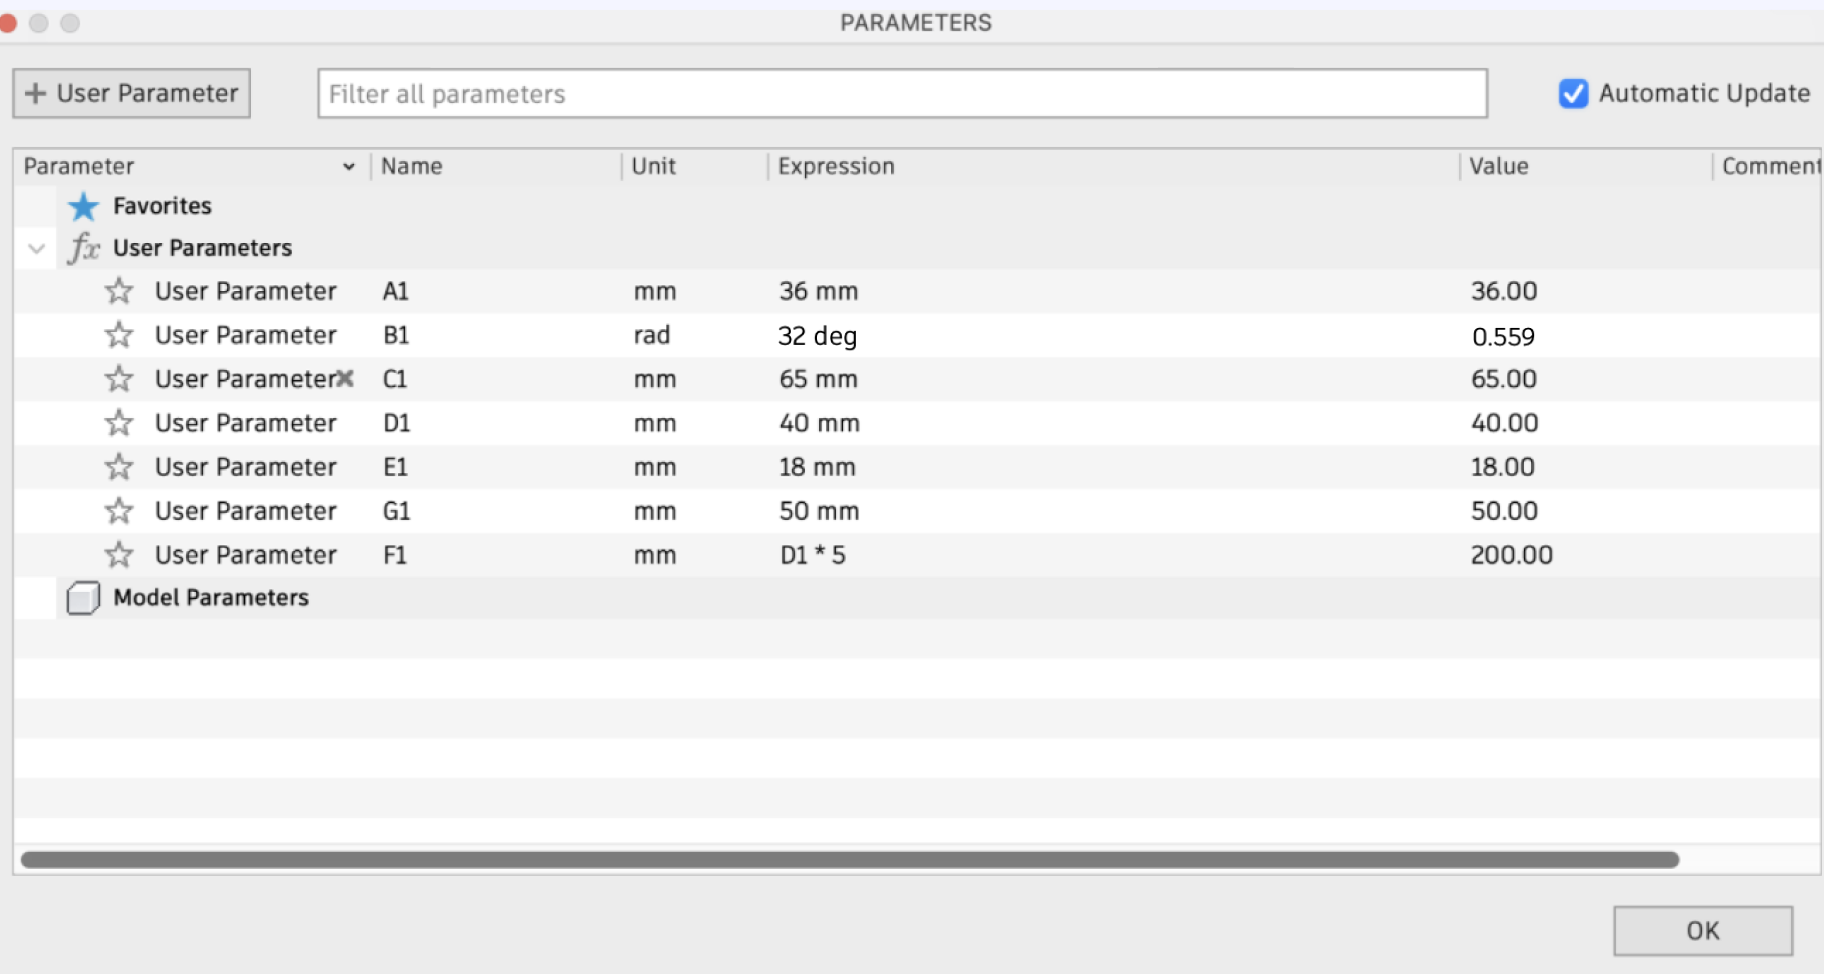 PARAMETERS
+ User Parameter Filter all parameters Automatic Update
Parameter Name Unit Expression Value Comment
Favorites
fx User Parameters
User Parameter A1 mm 36 mm 36.00
User Parameter B1 rad 32 deg 0.559
User Parameter C1 mm 65 mm 65.00
User Parameter D1 mm 40 mm 40.00
User Parameter E1 mm 18 mm 18.00
User Parameter G1 mm 50 mm 50.00
User Parameter F1 mm D1 * 5 200.00
Model Parameters
OK